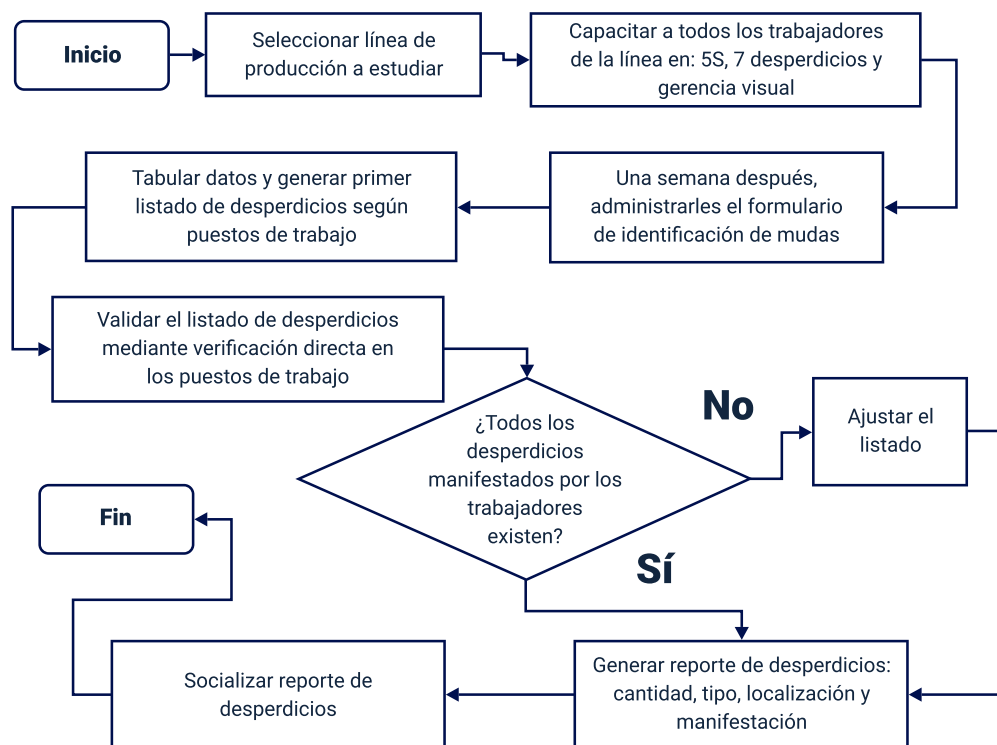 Inicio
Seleccionar línea de
producción a estudiar
Capacitar a todos los trabajadores
de la línea en: 5S, 7 desperdicios y
gerencia visual
Una semana después,
administrarles el formulario
de identificación de mudas
Tabular datos y generar primer
listado de desperdicios según
puestos de trabajo
Validar el listado de desperdicios
mediante verificación directa en
los puestos de trabajo
¿Todos los
desperdicios
manifestados por los
trabajadores
existen?
No
Ajustar el
listado
Sí
Generar reporte de desperdicios:
cantidad, tipo, localización y
manifestación
Socializar reporte de
desperdicios
Fin